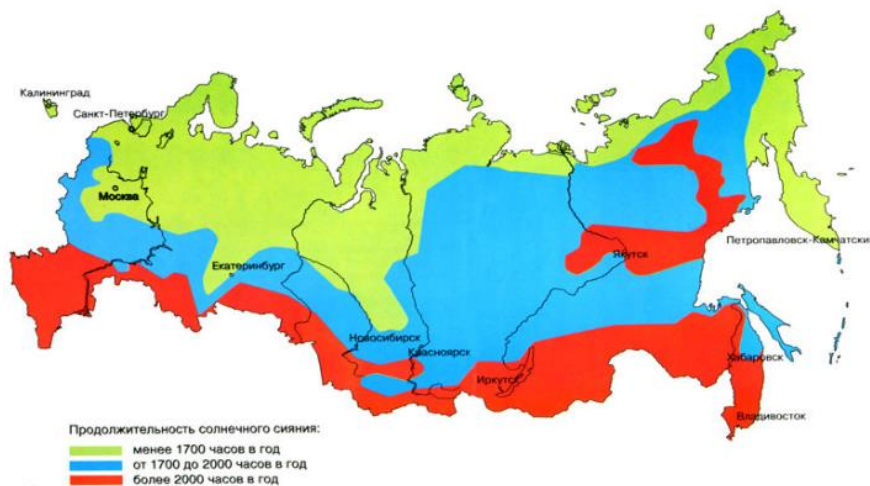 Калининград
Санкт-Петербург
Москва
Екатеринбург
Новосибирск
Красноярск
Иркутск
Якутск
Петропавловск-Камчатский
Хабаровск
Владивосток
Продолжительность солнечного сияния:
менее 1700 часов в год
от 1700 до 2000 часов в год
более 2000 часов в год